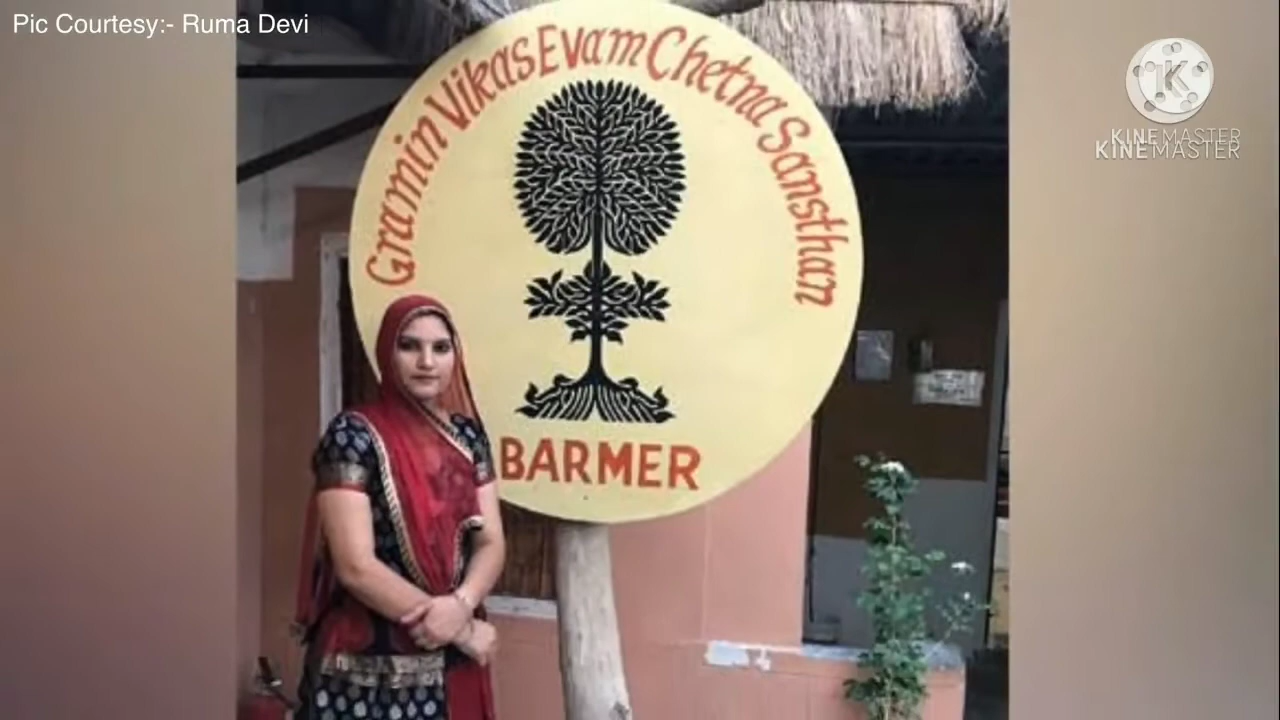 Pic Courtesy:- Ruma Devi
Gramin Vikas Evam Chetna Sansthan
BARMER
KINEMASTER
KINEMASTER